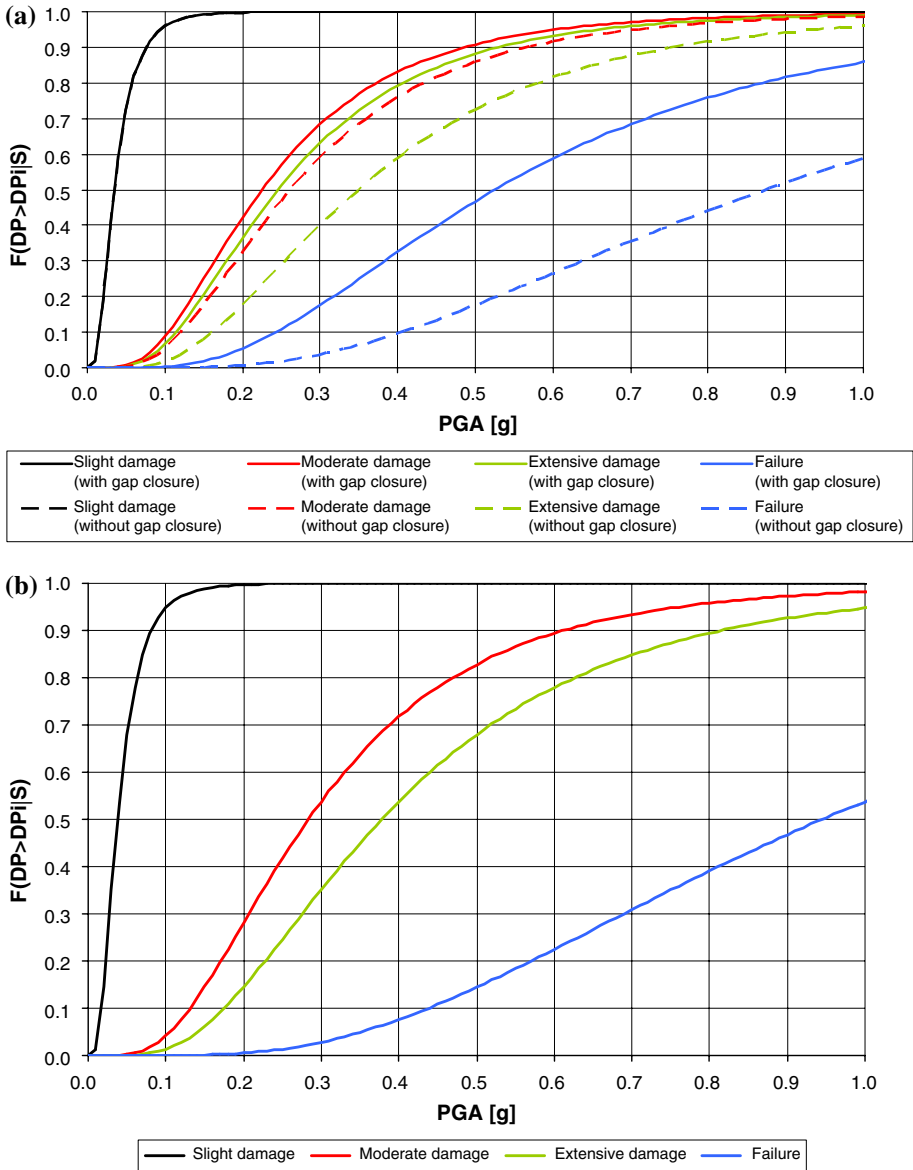 (a)
1.0
0.9
0.8
0.7
0.6
0.5
0.4
0.3
0.2
0.1
0.0
F(DP>DPi|S)
0.0 0.1 0.2 0.3 0.4 0.5 0.6 0.7 0.8 0.9 1.0
PGA [g]
Slight damage Moderate damage Extensive damage Failure
(with gap closure) (with gap closure) (with gap closure) (with gap closure)
Slight damage Moderate damage Extensive damage Failure
(without gap closure) (without gap closure) (without gap closure) (without gap closure)
(b)
1.0
0.9
0.8
0.7
0.6
0.5
0.4
0.3
0.2
0.1
0.0
F(DP>DPi|S)
0.0 0.1 0.2 0.3 0.4 0.5 0.6 0.7 0.8 0.9 1.0
PGA [g]
Slight damage Moderate damage Extensive damage Failure